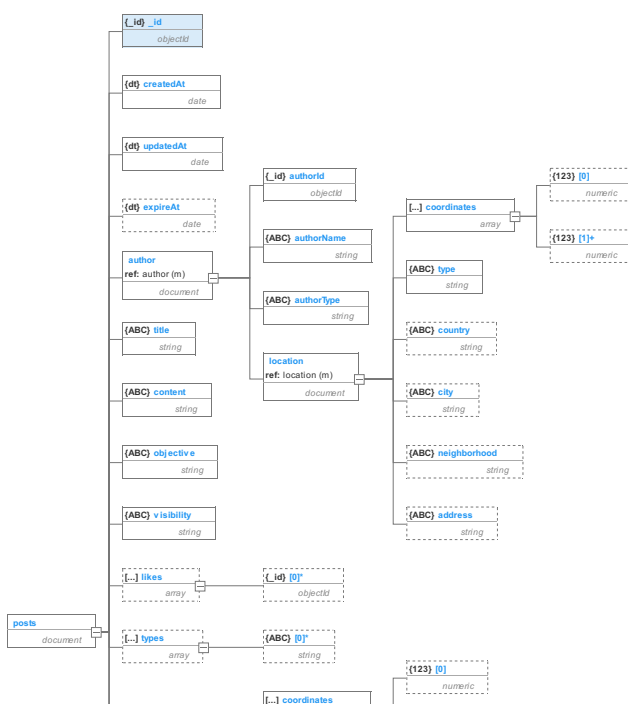 {_id} _id
objectId
{dt} createdAt
date
{dt} updatedAt
date
{dt} expireAt
date
author
ref: author (m)
document
{_id} authorId
objectId
{ABC} authorName
string
{ABC} authorType
string
location
ref: location (m)
document
[...] coordinates
array
{123} [0]
numeric
{123} [1]+
numeric
{ABC} type
string
{ABC} country
string
{ABC} city
string
{ABC} neighborhood
string
{ABC} address
string
{ABC} title
string
{ABC} content
string
{ABC} objective
string
{ABC} visibility
string
[...] likes
array
{_id} [0]*
objectId
posts
document
[...] types
array
{ABC} [0]*
string
[...] coordinates
{123} [0]
numeric